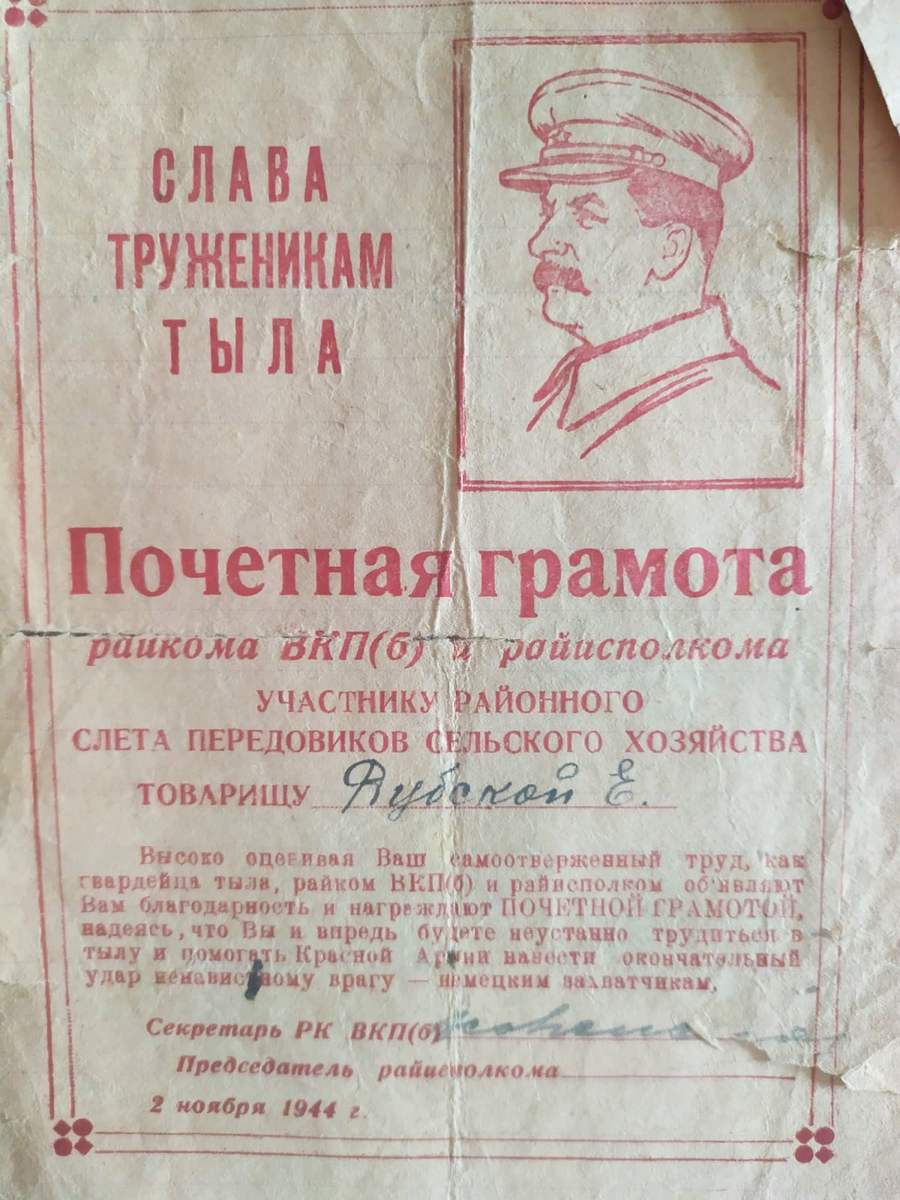 СЛАВА
ТРУЖЕНИКАМ
ТЫЛА
Почетная грамота
райкома ВКП(б) и райисполкома
УЧАСТНИКУ РАЙОННОГО
СЛЕТА ПЕРЕДОВИКОВ СЕЛЬСКОГО ХОЗЯЙСТВА
ТОВАРИЩУ Дубской Е.
Высоко оценивая Ваш самоотверженный труд, как
гвардейца тыла, райком ВКП(б) и райисполком об'являют
Вам благодарность и награждают ПОЧЕТНОЙ ГРАМОТОЙ,
надеясь, что Вы и впредь будете неустанно трудиться в
тылу и помогать Красной Армии нанести окончательный
удар ненавистному врагу — немецким захватчикам.
Секретарь РК ВКП(б)
Председатель райисполкома
2 ноября 1944 г.